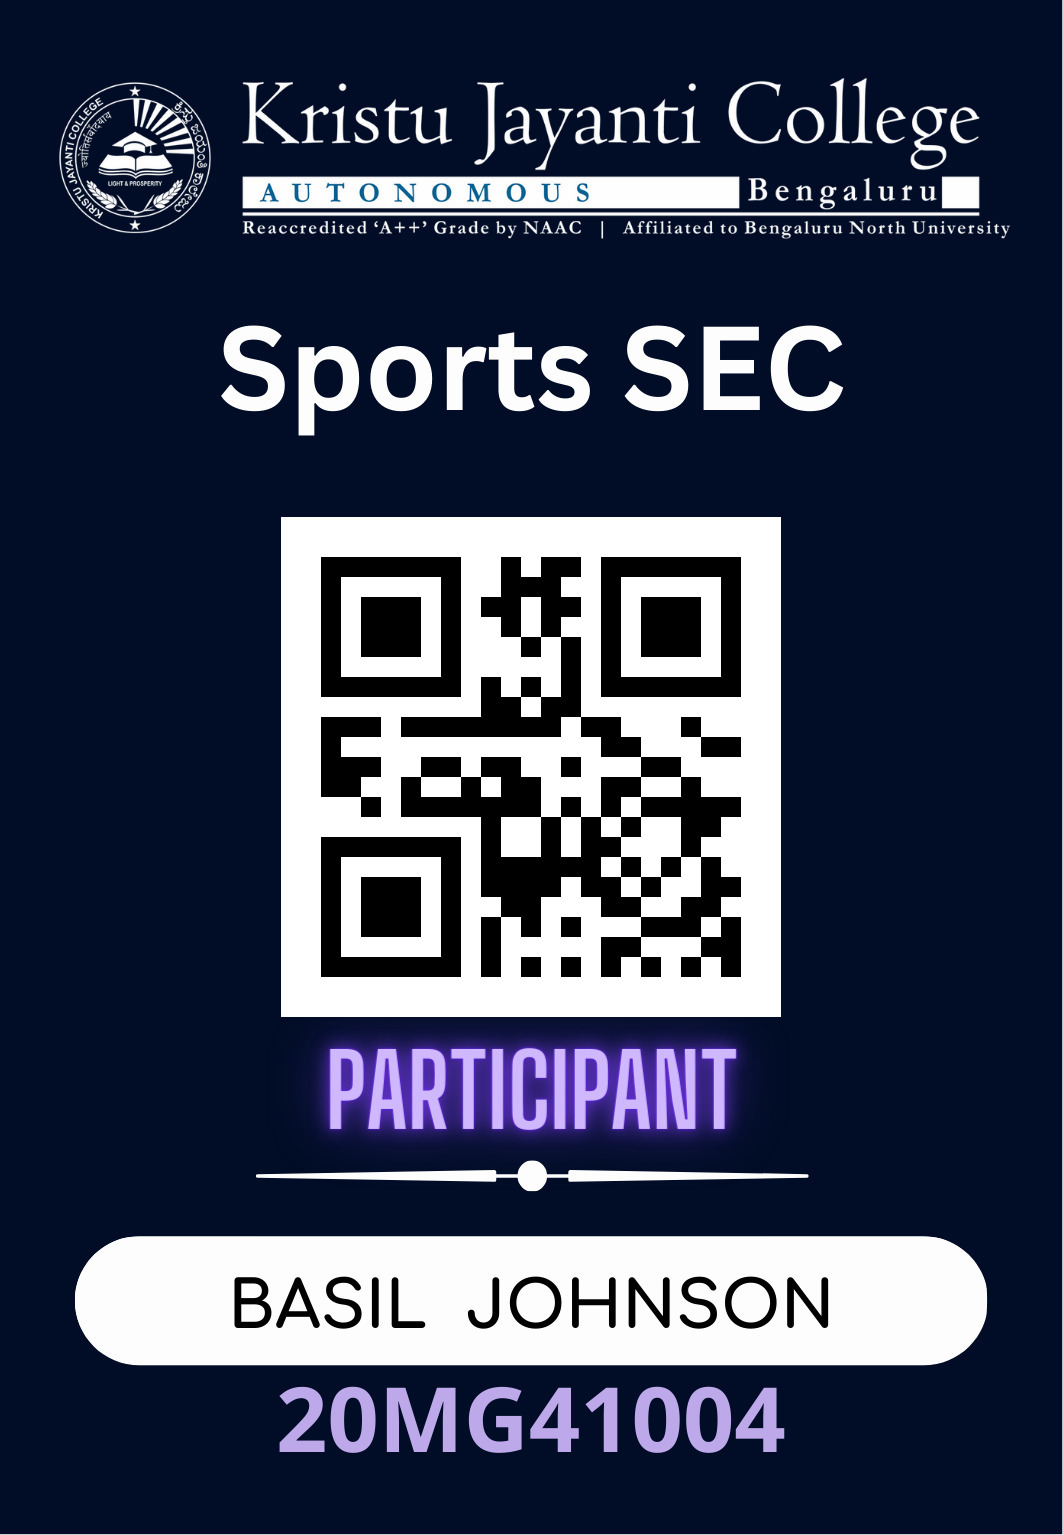 Kristu Jayanti College
AUTONOMOUS Bengaluru
Reaccredited ‘A++’ Grade by NAAC | Affiliated to Bengaluru North University
KRISTU JAYANTI COLLEGE
LIGHT & PROSPERITY
Sports SEC
PARTICIPANT
BASIL JOHNSON
20MG41004